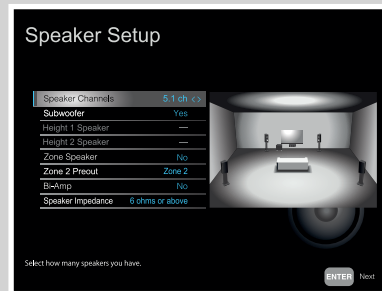 Speaker Setup
Speaker Channels 5.1 ch <>
Subwoofer Yes
Height 1 Speaker —
Height 2 Speaker —
Zone Speaker No
Zone 2 Preout Zone 2
Bi-Amp No
Speaker Impedance 6 ohms or above
Select how many speakers you have.
ENTER Next